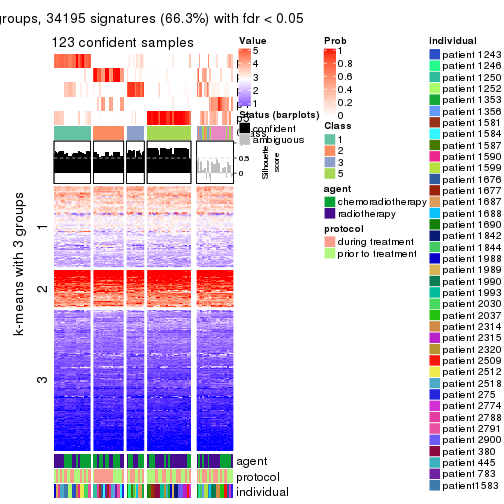 groups, 34195 signatures (66.3%) with fdr < 0.05
123 confident samples
k-means with 3 groups
1
2
3
agent
protocol
individual
Value
5
4
3
2
1
Status (barplots)
confident
ambiguous
1
0.5
0
Silhouette
score
Prob
1
0.8
0.6
0.4
0.2
0
Class
1
2
3
5
agent
chemoradiotherapy
radiotherapy
protocol
during treatment
prior to treatment
individual
patient 1243
patient 1246
patient 1250
patient 1252
patient 1353
patient 1356
patient 1581
patient 1584
patient 1587
patient 1590
patient 1599
patient 1676
patient 1677
patient 1687
patient 1688
patient 1690
patient 1842
patient 1844
patient 1988
patient 1989
patient 1990
patient 1993
patient 2030
patient 2037
patient 2314
patient 2315
patient 2320
patient 2509
patient 2512
patient 2518
patient 275
patient 2774
patient 2788
patient 2791
patient 2900
patient 380
patient 445
patient 783
patient1583